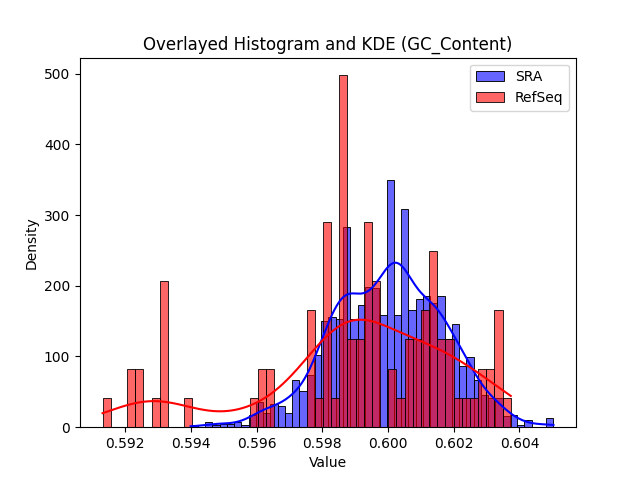 Overlayed Histogram and KDE (GC_Content)
SRA
RefSeq
500
400
300
200
100
0
Density
0.592 0.594 0.596 0.598 0.600 0.602 0.604
Value